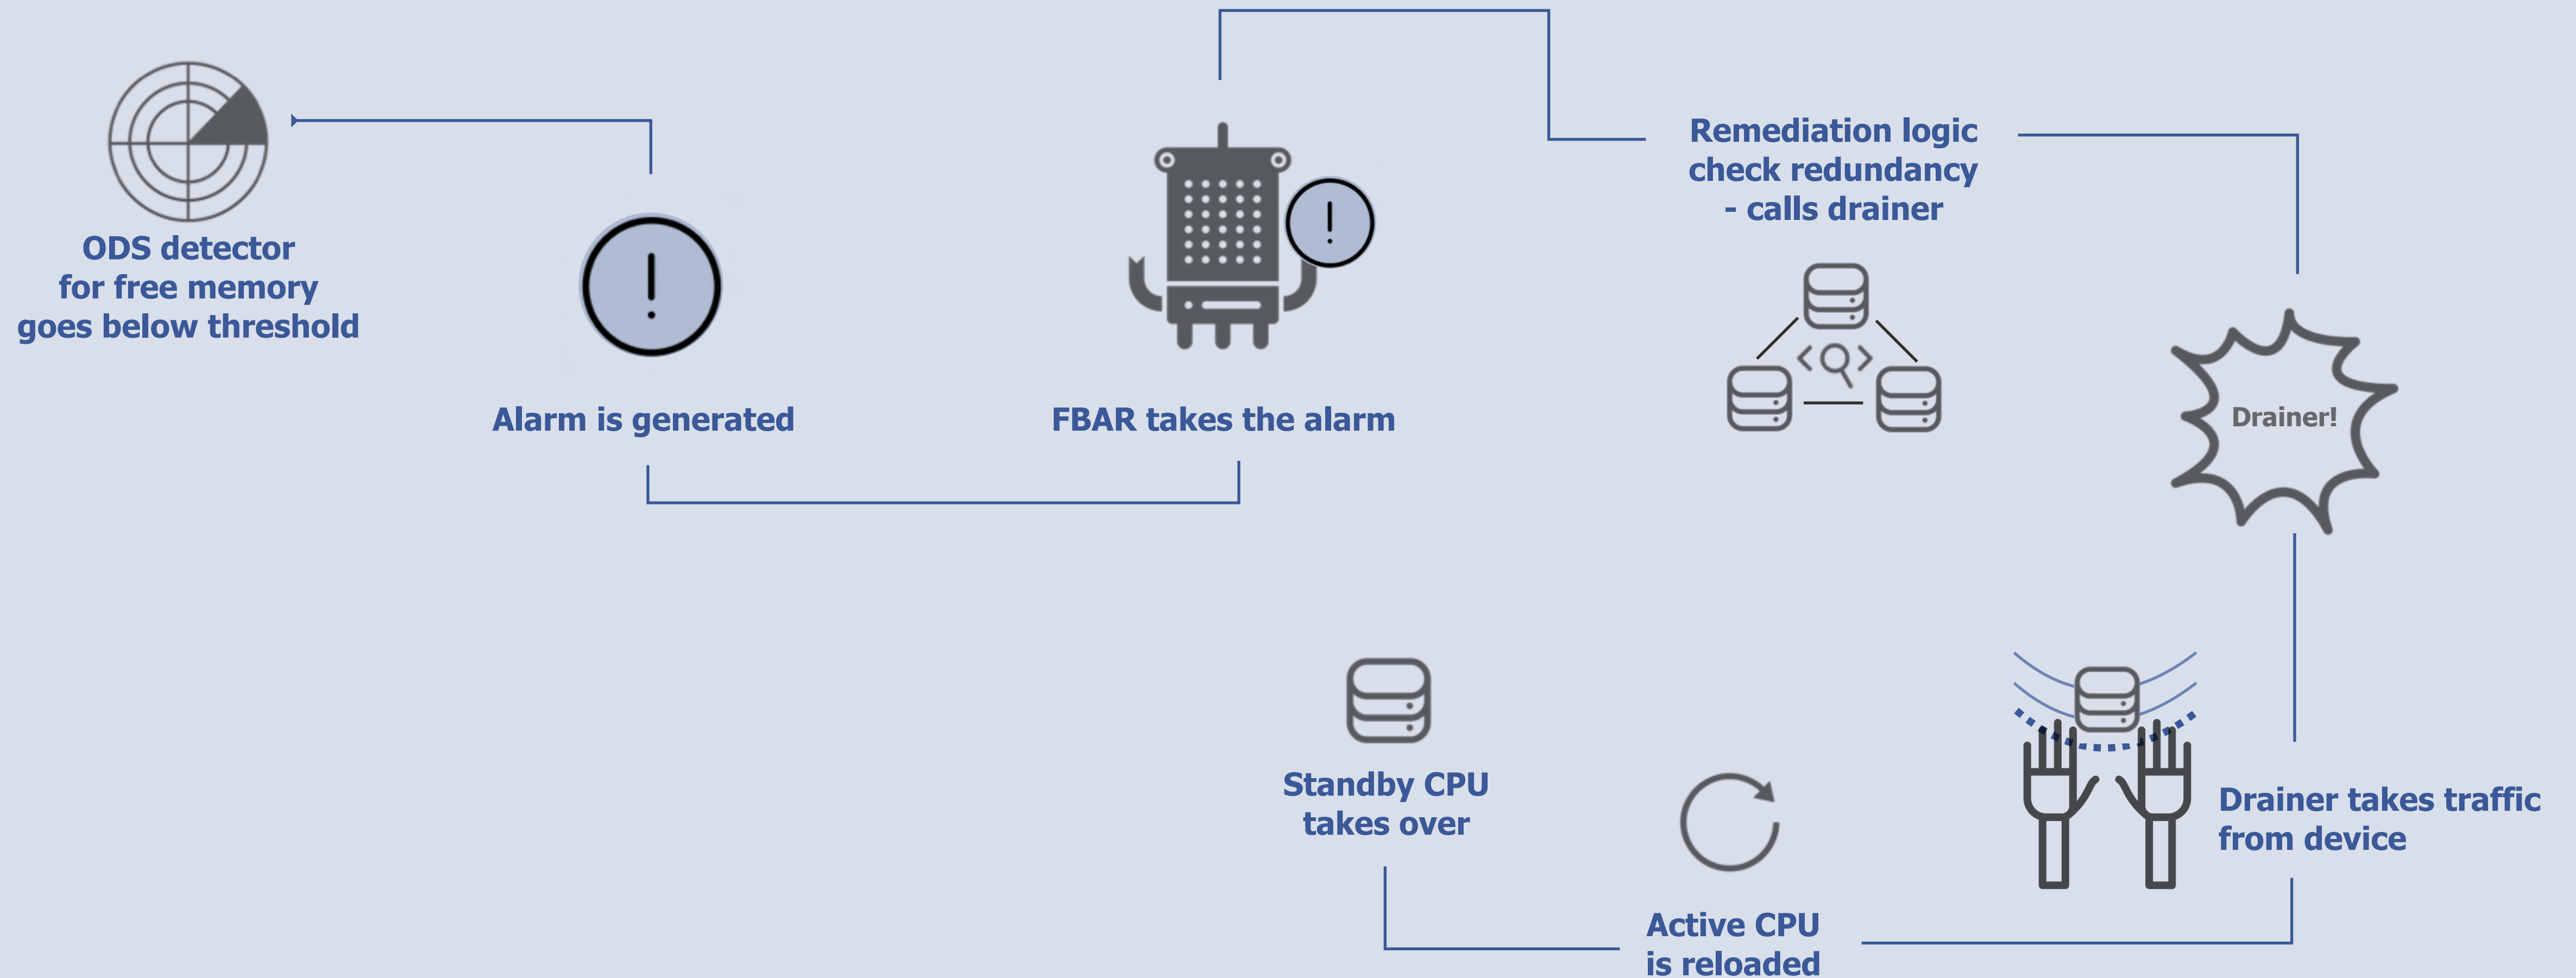 ODS detector
for free memory
goes below threshold
Alarm is generated
FBAR takes the alarm
Remediation logic
check redundancy
- calls drainer
Drainer!
Drainer takes traffic
from device
Active CPU
is reloaded
Standby CPU
takes over